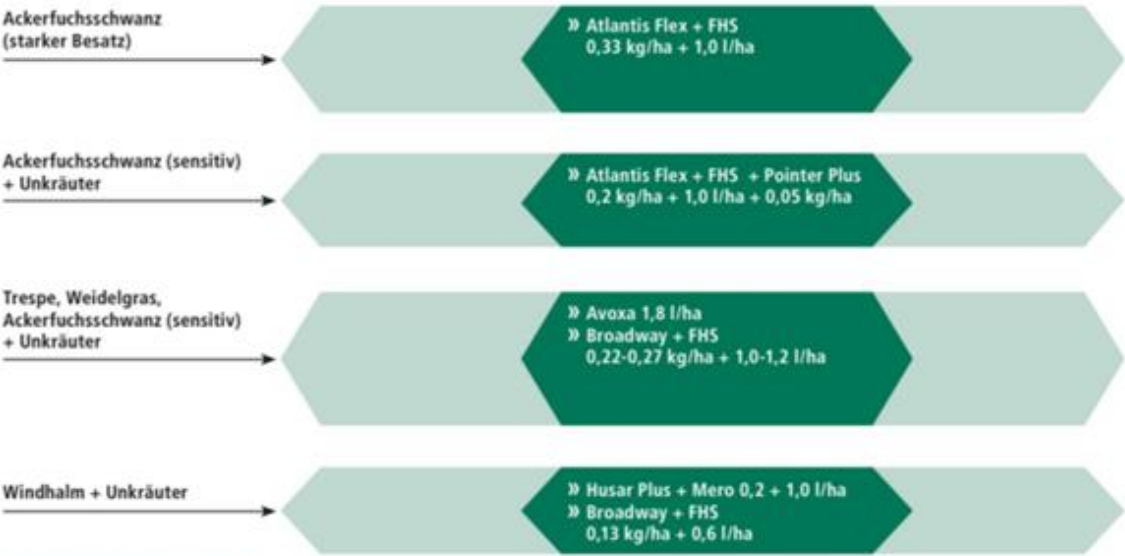 Ackerfuchsschwanz
(starker Besatz)
» Atlantis Flex + FHS
0,33 kg/ha + 1,0 l/ha
Ackerfuchsschwanz (sensitiv)
+ Unkräuter
» Atlantis Flex + FHS + Pointer Plus
0,2 kg/ha + 1,0 l/ha + 0,05 kg/ha
Trespe, Weidelgras,
Ackerfuchsschwanz (sensitiv)
+ Unkräuter
» Avoxa 1,8 l/ha
» Broadway + FHS
0,22-0,27 kg/ha + 1,0-1,2 l/ha
Windhalm + Unkräuter
» Husar Plus + Mero 0,2 + 1,0 l/ha
» Broadway + FHS
0,13 kg/ha + 0,6 l/ha